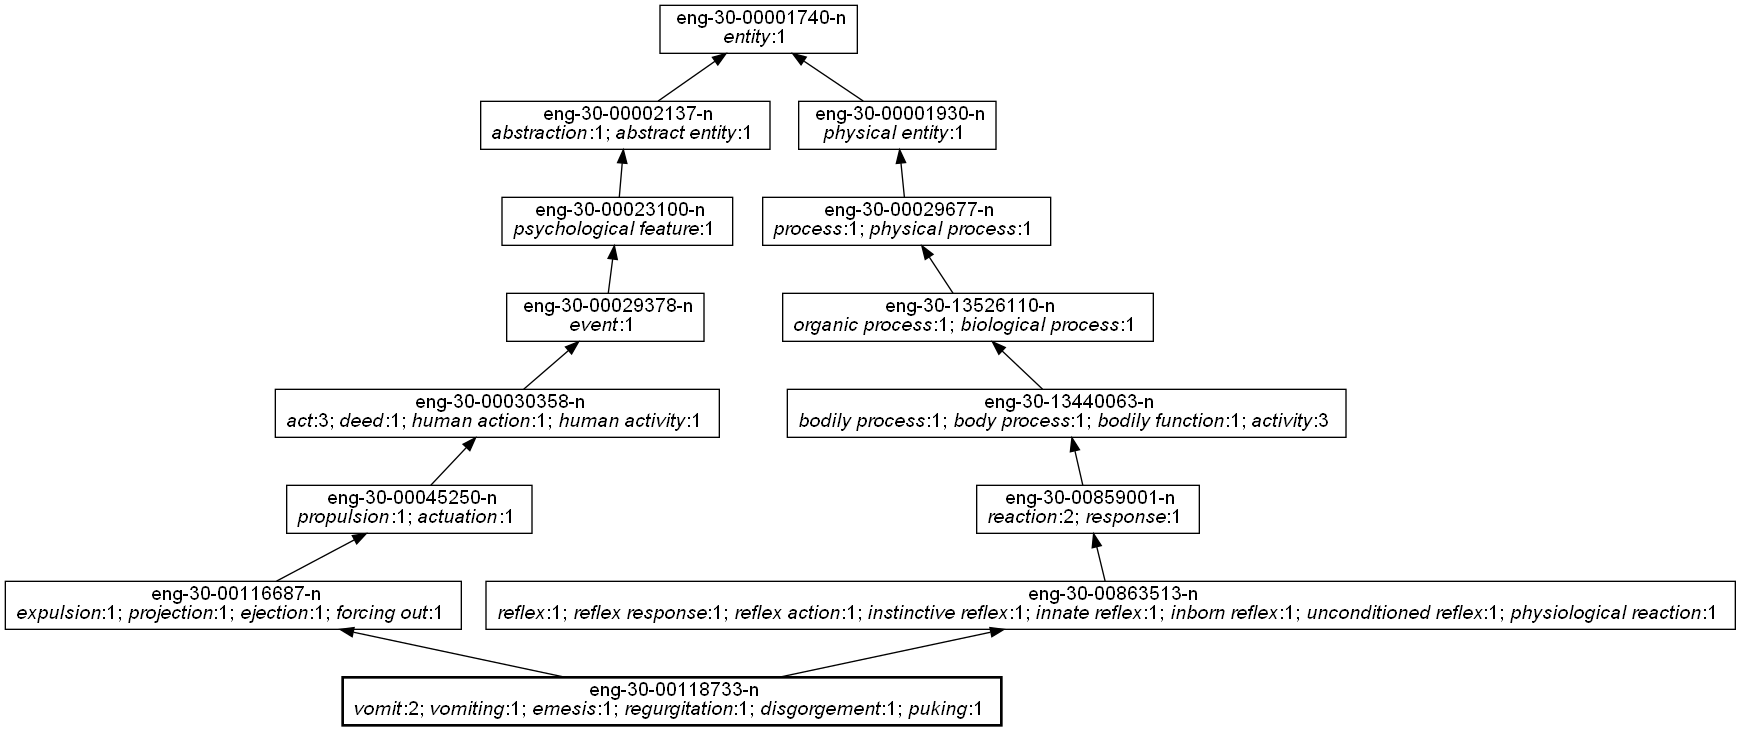 eng-30-00001740-n
entity:1
eng-30-00002137-n
abstraction:1; abstract entity:1
eng-30-00001930-n
physical entity:1
eng-30-00023100-n
psychological feature:1
eng-30-00029677-n
process:1; physical process:1
eng-30-00029378-n
event:1
eng-30-13526110-n
organic process:1; biological process:1
eng-30-00030358-n
act:3; deed:1; human action:1; human activity:1
eng-30-13440063-n
bodily process:1; body process:1; bodily function:1; activity:3
eng-30-00045250-n
propulsion:1; actuation:1
eng-30-00859001-n
reaction:2; response:1
eng-30-00116687-n
expulsion:1; projection:1; ejection:1; forcing out:1
eng-30-00863513-n
reflex:1; reflex response:1; reflex action:1; instinctive reflex:1; innate reflex:1; inborn reflex:1; unconditioned reflex:1; physiological reaction:1
eng-30-00118733-n
vomit:2; vomiting:1; emesis:1; regurgitation:1; disgorgement:1; puking:1